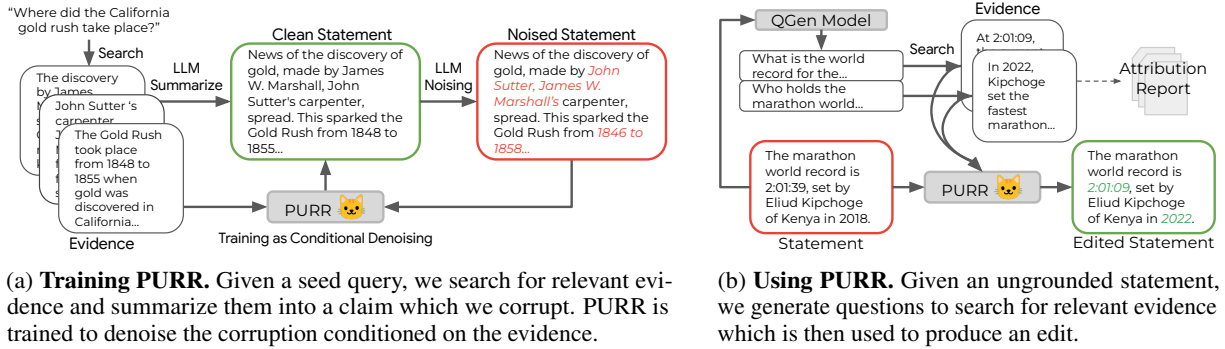 “Where did the California
gold rush take place?”
Search
The discovery
by James
John Sutter 's
carpenter
The Gold Rush
took place
from 1848 to
1855 when
gold was
discovered in
California...
Evidence
LLM
Summarize
Clean Statement
News of the discovery of
gold, made by James
W. Marshall, John
Sutter's carpenter,
spread. This sparked the
Gold Rush from 1848 to
1855...
LLM
Noising
Noised Statement
News of the discovery of
gold, made by John
Sutter, James W.
Marshall's carpenter,
spread. This sparked the
Gold Rush from 1846 to
1858...
PURR
Training as Conditional Denoising
(a) Training PURR. Given a seed query, we search for relevant evi-
dence and summarize them into a claim which we corrupt. PURR is
trained to denoise the corruption conditioned on the evidence.
QGen Model
What is the world
record for the...
Who holds the
marathon world...
Search
Evidence
At 2:01:09,
In 2022,
Kipchoge
set the
fastest
marathon...
Attribution
Report
The marathon
world record is
2:01:39, set by
Eliud Kipchoge
of Kenya in 2018.
Statement
PURR
The marathon
world record is
2:01:09, set by
Eliud Kipchoge
of Kenya in 2022.
Edited Statement
(b) Using PURR. Given an ungrounded statement,
we generate questions to search for relevant evidence
which is then used to produce an edit.